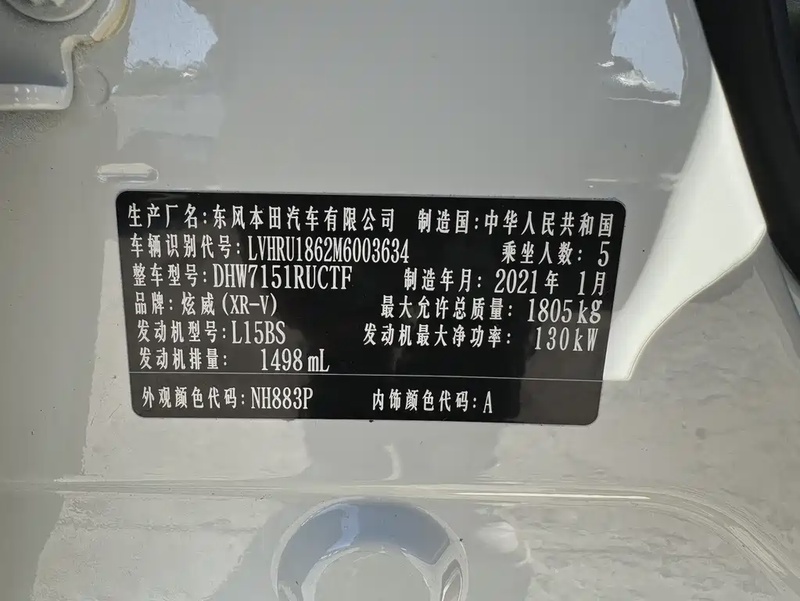 生产厂名:东风本田汽车有限公司 制造国:中华人民共和国
车辆识别代号:LVHRU1862M6003634 乘坐人数:5
整车型号:DHW7151RUCTF 制造年月:2021年 1月
品牌:炫威(XR-V) 最大允许总质量:1805kg
发动机型号:L15BS 发动机最大净功率:130kW
发动机排量: 1498mL
外观颜色代码:NH883P 内饰颜色代码:A